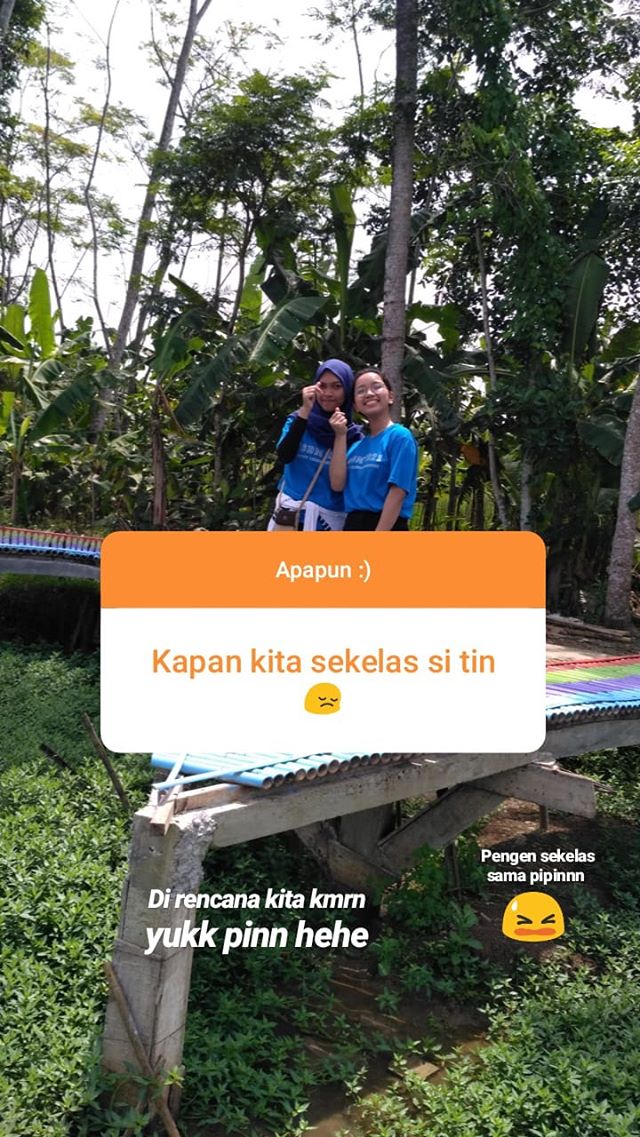 Apapun :)
Kapan kita sekelas si tin
😔
Pengen sekelas
sama pipinnn
😫
Di rencana kita kmrn
yukk pinn hehe